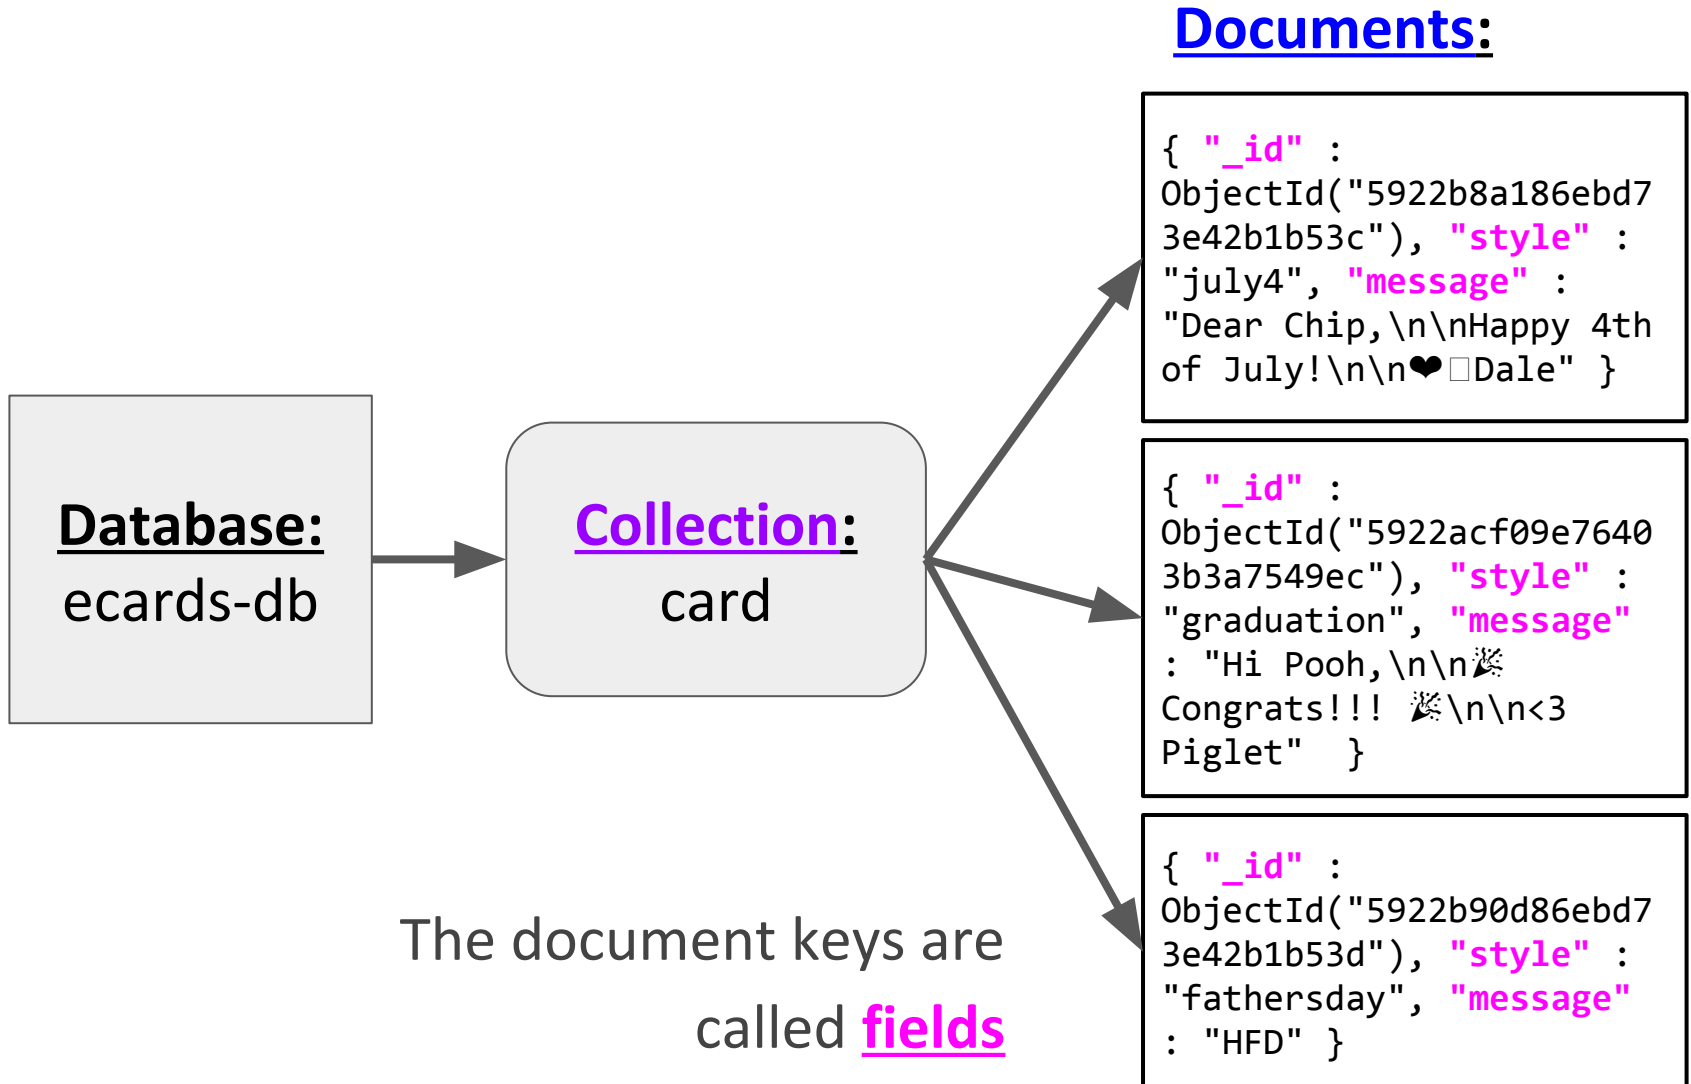 Documents:
{ "_id" :
ObjectId("5922b8a186ebd7
3e42b1b53c"), "style" :
"july4", "message" :
"Dear Chip,\n\nHappy 4th
of July!\n\n❤□Dale" }
Database:
ecards-db
Collection:
card
{ "_id" :
ObjectId("5922acf09e7640
3b3a7549ec"), "style" :
"graduation", "message"
: "Hi Pooh,\n\n🎉
Congrats!!! 🎉\n\n<3
Piglet"  }
{ "_id" :
ObjectId("5922b90d86ebd7
3e42b1b53d"), "style" :
"fathersday", "message"
: "HFD" }
The document keys are
called fields